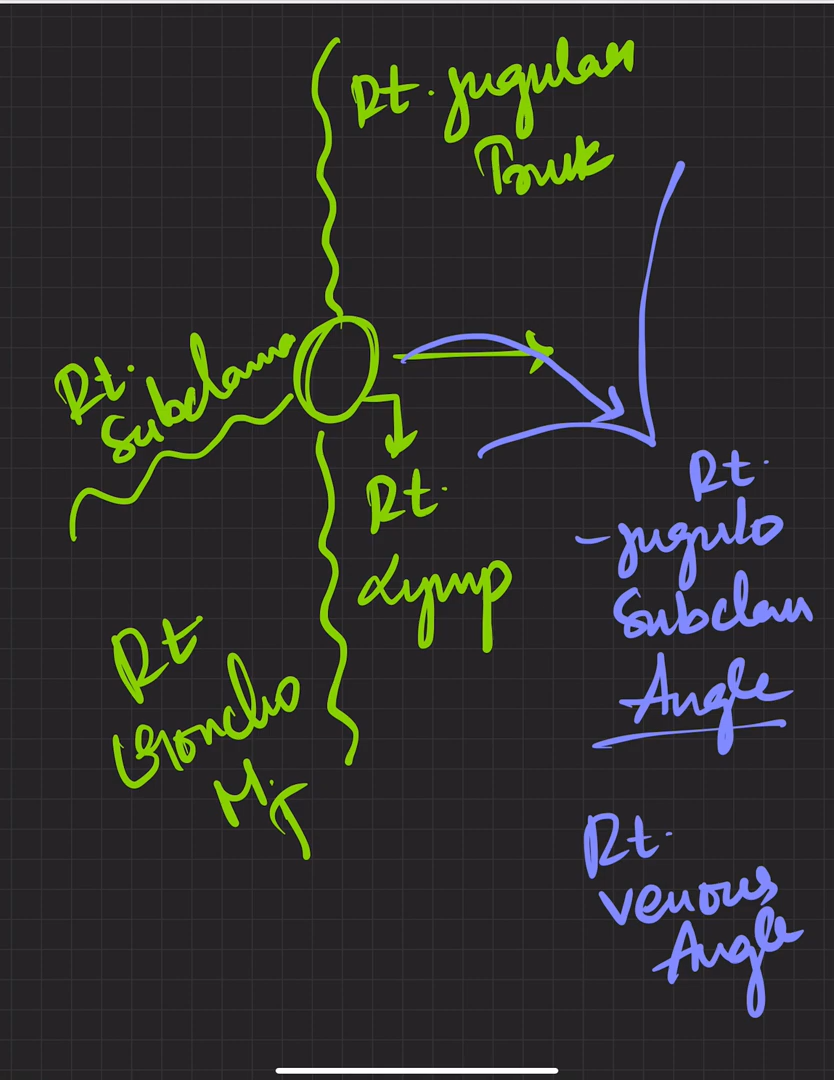 Rt. jugular
Trunk
Rt.
Subclavn
Rt.
Lymp
Rt
Broncho
M.T
Rt.
- jugulo
Subclav
Angle
Rt.
venous
Angle